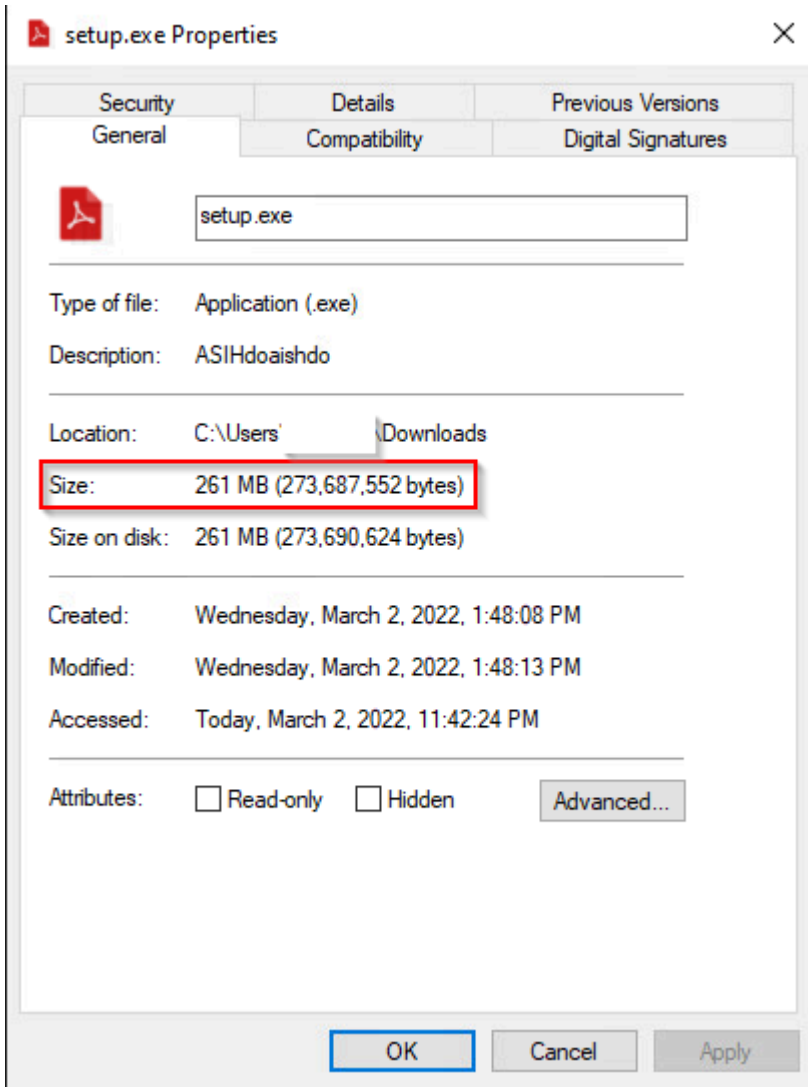 setup.exe Properties
Security Details Previous Versions
General Compatibility Digital Signatures
setup.exe
Type of file: Application (.exe)
Description: ASIHdoaishdo
Location: C:\Users' \Downloads
Size: 261 MB (273,687,552 bytes)
Size on disk: 261 MB (273,690,624 bytes)
Created: Wednesday, March 2, 2022, 1:48:08 PM
Modified: Wednesday, March 2, 2022, 1:48:13 PM
Accessed: Today, March 2, 2022, 11:42:24 PM
Attributes: Read-only Hidden Advanced...
OK Cancel Apply